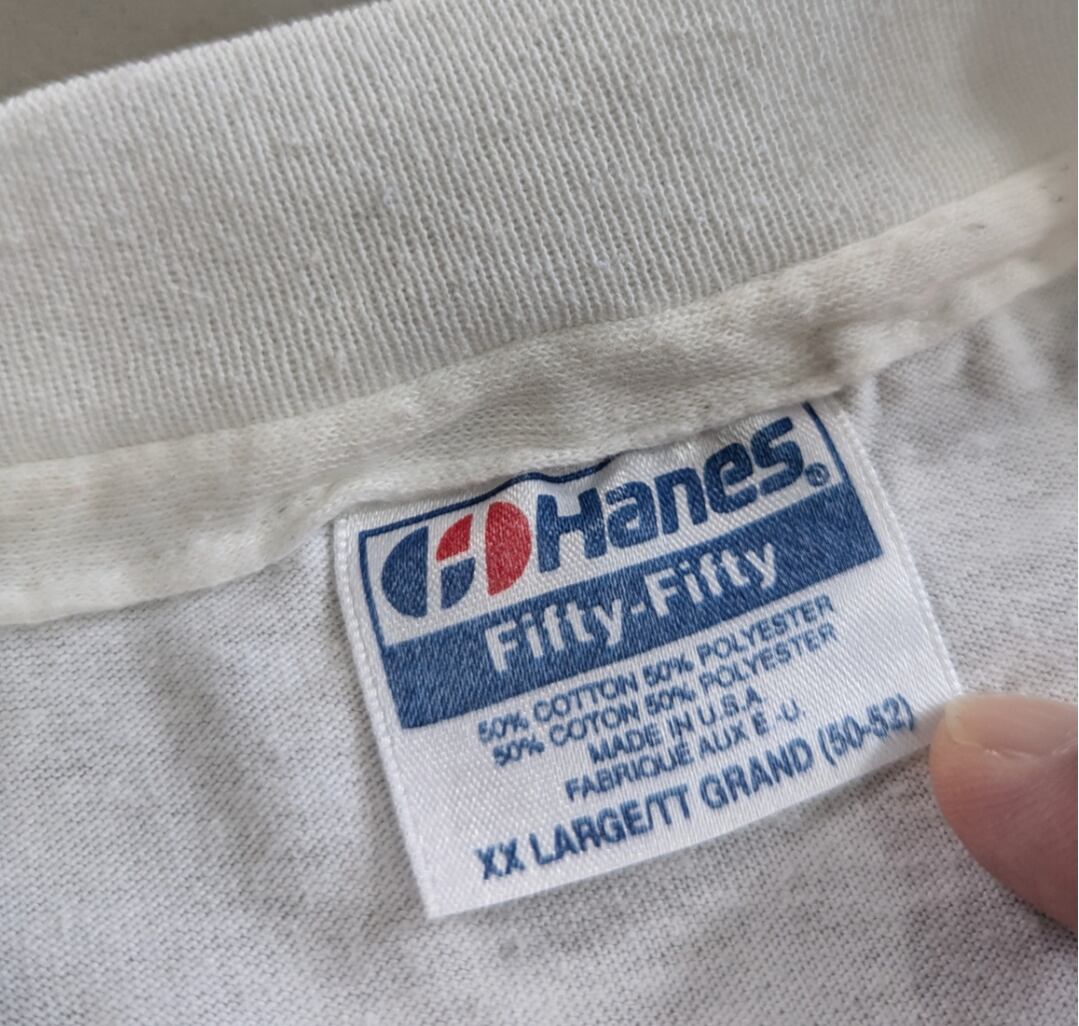 Hanes®
Fifty-Fifty
50% COTTON 50% POLYESTER
50% COTON 50% POLYESTER
MADE IN U.S.A
FABRIQUÉ AUX É.-U.
XX LARGE/TT GRAND (50-52)